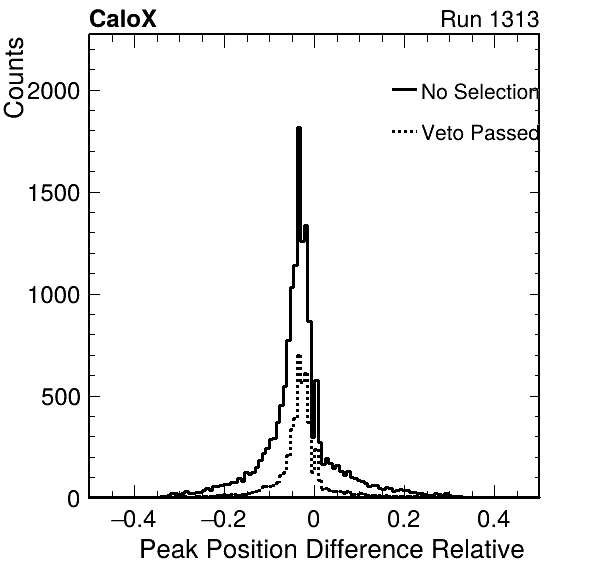 CaloX Run 1313
Counts
2000
1500
1000
500
0
No Selection
Veto Passed
−0.4 −0.2 0 0.2 0.4
Peak Position Difference Relative